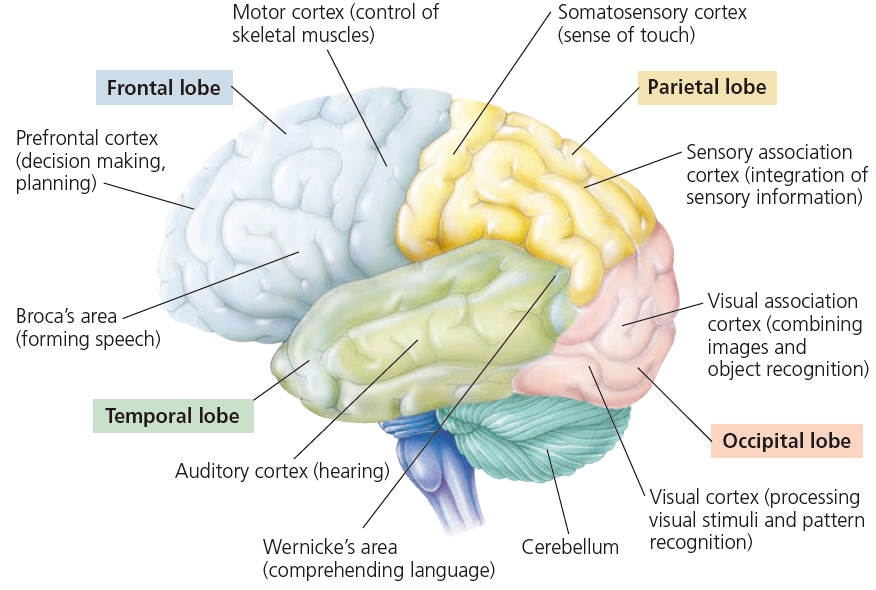 Motor cortex (control of
skeletal muscles)
Somatosensory cortex
(sense of touch)
Frontal lobe
Parietal lobe
Prefrontal cortex
(decision making,
planning)
Sensory association
cortex (integration of
sensory information)
Broca's area
(forming speech)
Visual association
cortex (combining
images and
object recognition)
Temporal lobe
Occipital lobe
Auditory cortex (hearing)
Visual cortex (processing
visual stimuli and pattern
recognition)
Wernicke's area
(comprehending language)
Cerebellum